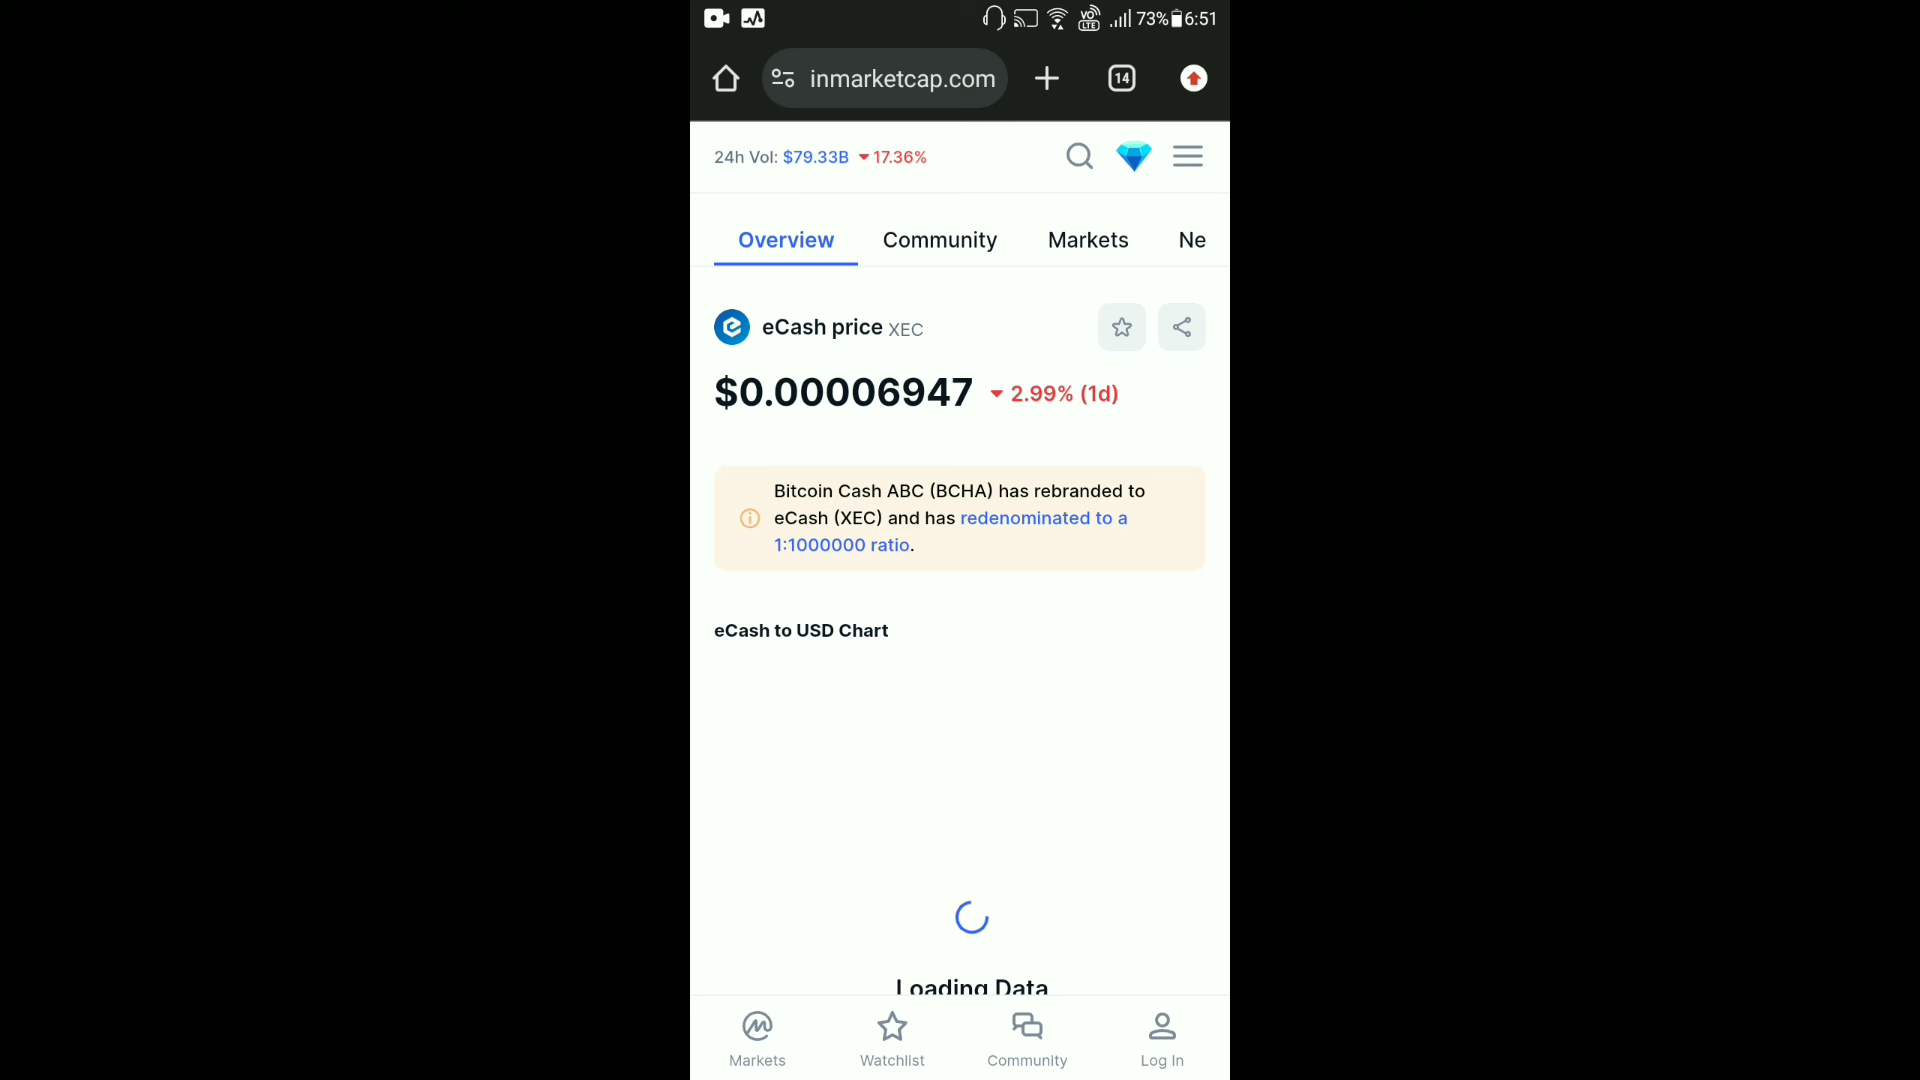 VO LTE 73% 6:51
inmarketcap.com 14
24h Vol: $79.33B 17.36%
Overview Community Markets Ne
eCash price XEC
$0.00006947 2.99% (1d)
Bitcoin Cash ABC (BCHA) has rebranded to
eCash (XEC) and has redenominated to a
1:1000000 ratio.
eCash to USD Chart
Loading Data
Markets Watchlist Community Log In